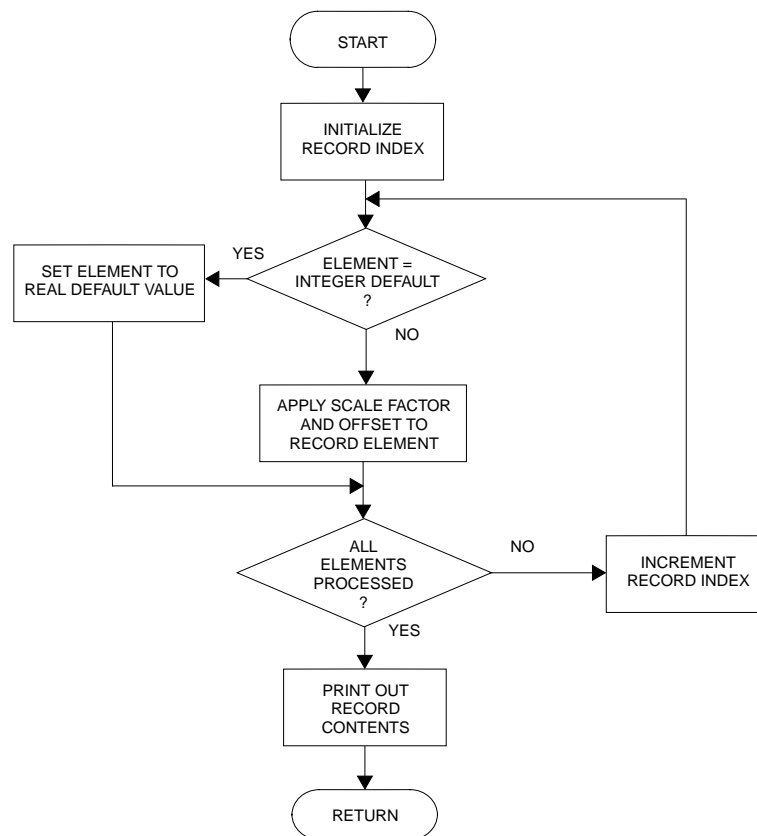 START
INITIALIZE
RECORD INDEX
YES
ELEMENT =
INTEGER DEFAULT
?
SET ELEMENT TO
REAL DEFAULT VALUE
NO
APPLY SCALE FACTOR
AND OFFSET TO
RECORD ELEMENT
ALL
ELEMENTS
PROCESSED
?
NO
INCREMENT
RECORD INDEX
YES
PRINT OUT
RECORD
CONTENTS
RETURN